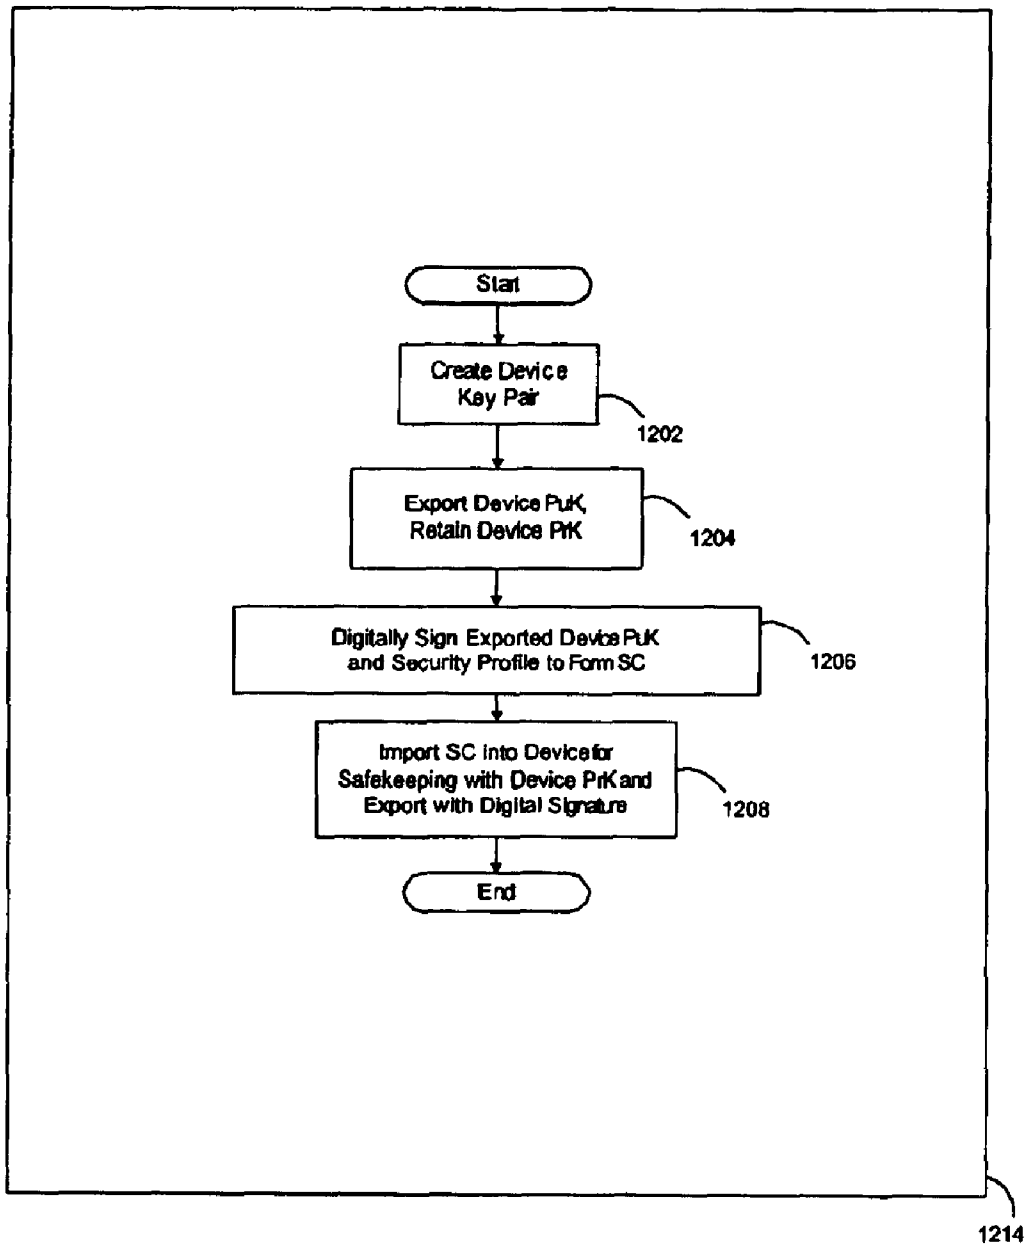 Start
Create Device
Key Pair
1202
Export Device PuK,
Retain Device PrK
1204
Digitally Sign Exported Device PuK
and Security Profile to Form SC
1206
Import SC into Device for
Safekeeping with Device PrK and
Export with Digital Signature
1208
End
1214